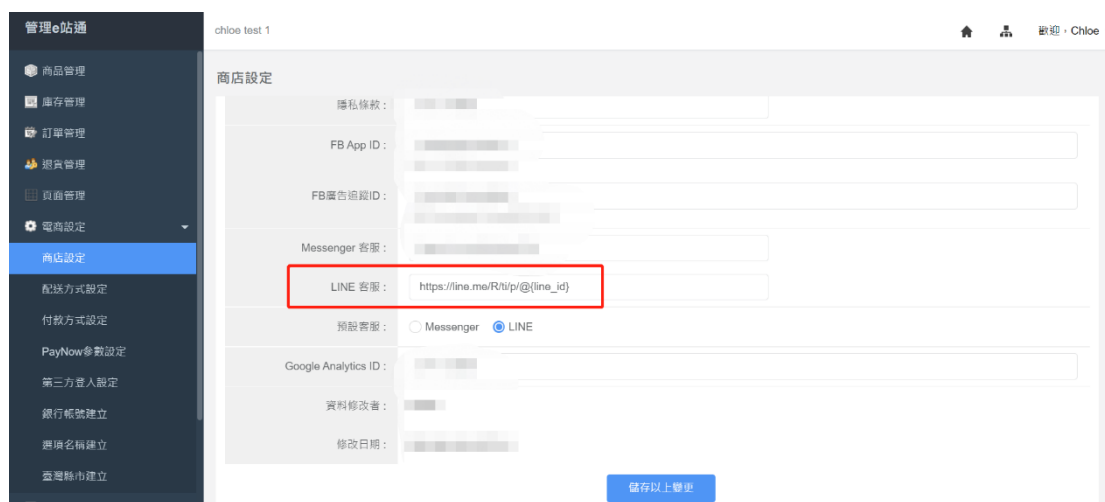 管理e站通
chloe test 1
歡迎，Chloe
商品管理
庫存管理
訂單管理
退貨管理
頁面管理
電商設定
商店設定
配送方式設定
付款方式設定
PayNow參數設定
第三方登入設定
銀行帳號建立
選項名稱建立
臺灣縣市建立
商店設定
隱私條款：
FB App ID：
FB廣告追蹤ID：
Messenger 客服：
LINE 客服： https://line.me/R/ti/p/@{line_id}
預設客服： Messenger LINE
Google Analytics ID：
資料修改者：
修改日期：
儲存以上變更